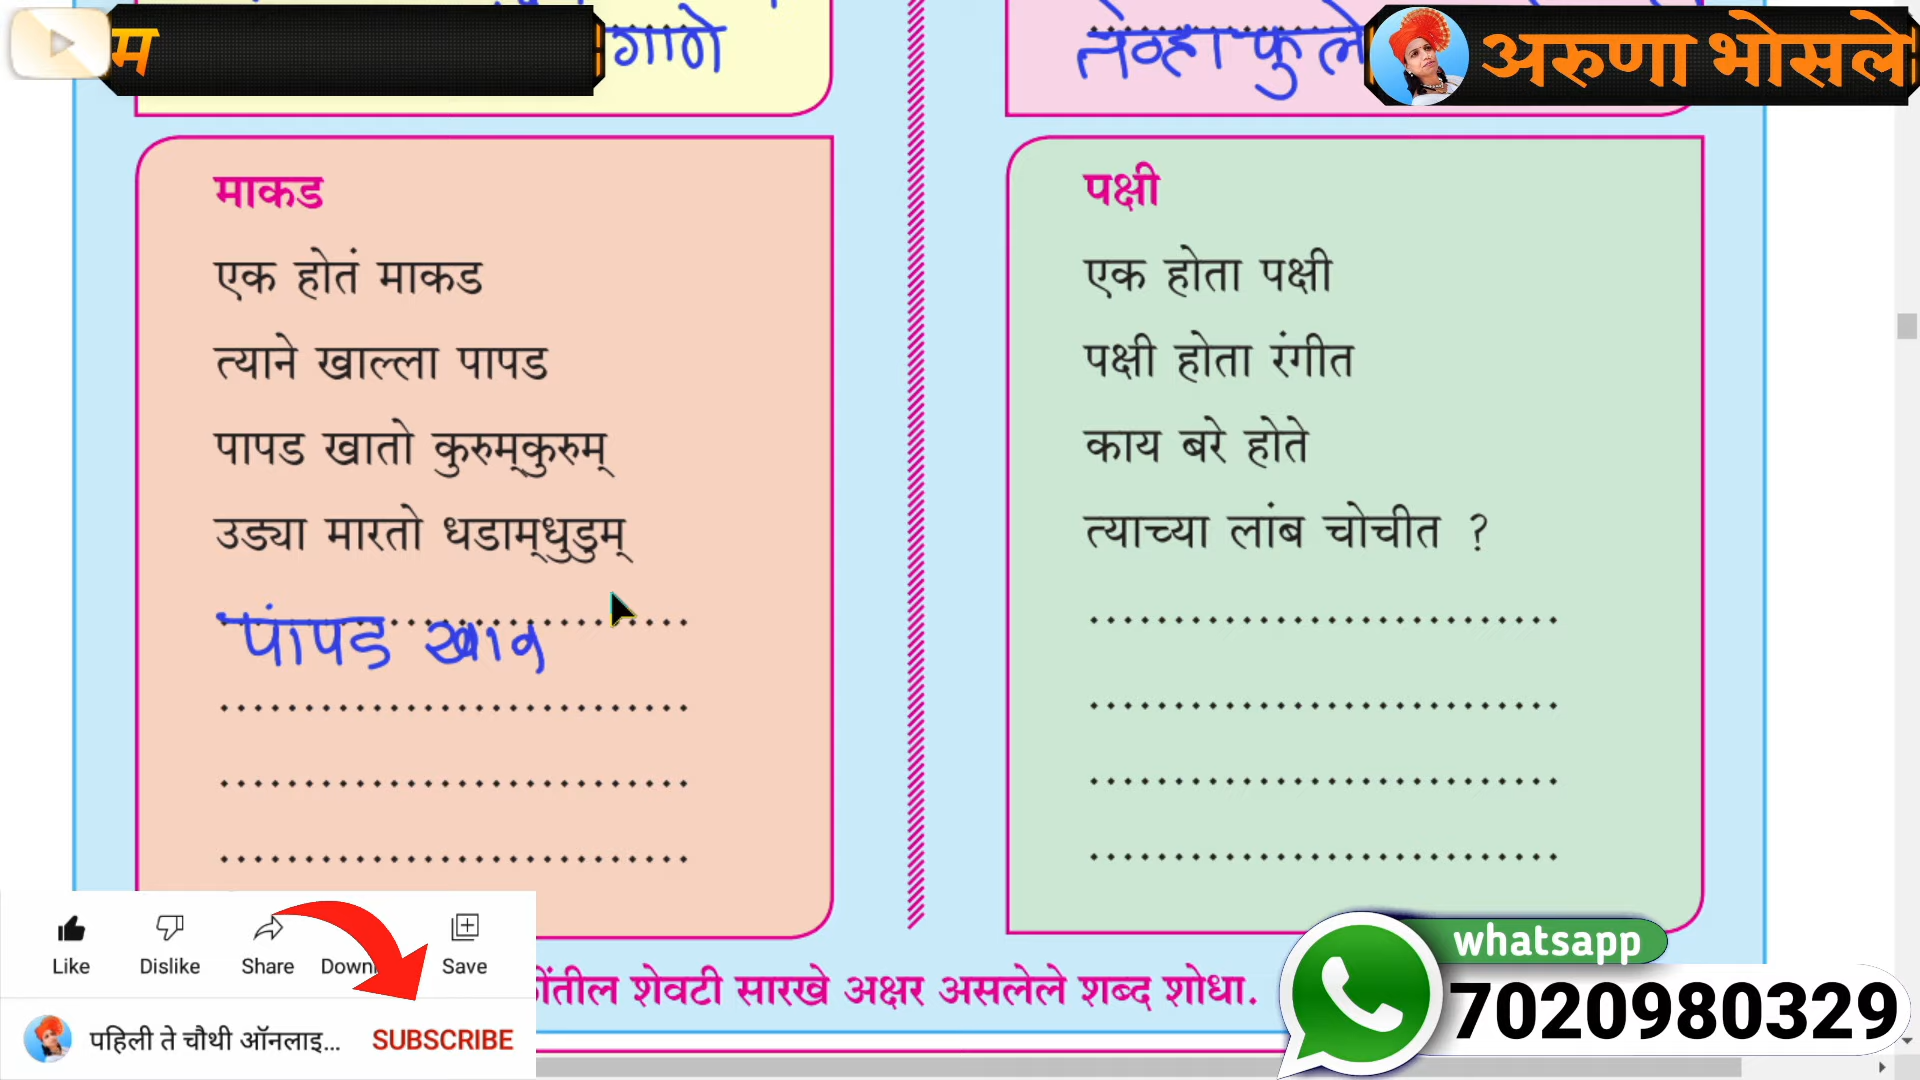 म
गाणे
तेव्हा फुले
अरुणा भोसले
माकड
एक होतं माकड
त्याने खाल्ला पापड
पापड खातो कुरुम्कुरुम्
उड्या मारतो धडाम्धुडुम्
पांपड खाव
पक्षी
एक होता पक्षी
पक्षी होता रंगीत
काय बरे होते
त्याच्या लांब चोचीत ?
शेवटी सारखे अक्षर असलेले शब्द शोधा.
Like Dislike Share Save
पहिली ते चौथी ऑनलाइ... SUBSCRIBE
whatsapp
7020980329